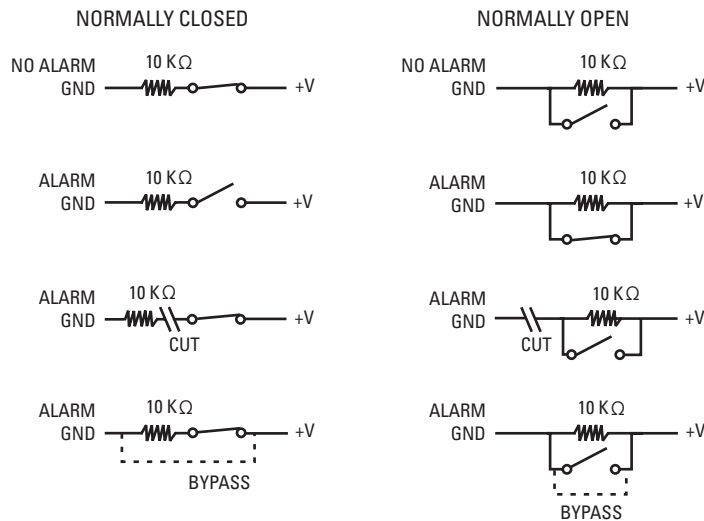 NORMALLY CLOSED
NO ALARM
10 KΩ
GND
+V
ALARM
10 KΩ
GND
+V
ALARM
10 KΩ
GND
+V
CUT
ALARM
10 KΩ
GND
+V
BYPASS
NORMALLY OPEN
NO ALARM
10 KΩ
GND
+V
ALARM
10 KΩ
GND
+V
ALARM
10 KΩ
GND
+V
CUT
ALARM
10 KΩ
GND
+V
BYPASS